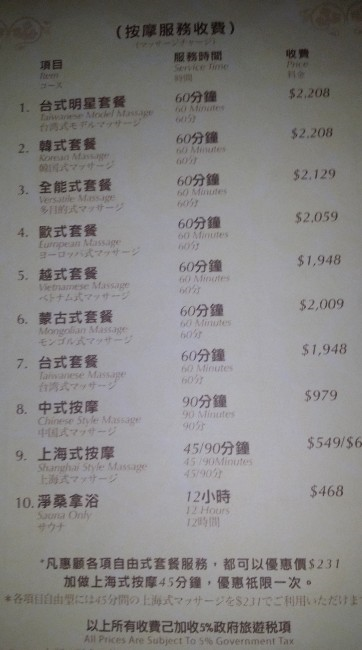 (按摩服務收費)
(マッサージチャージ)
項目 服務時間 收費
Item Service time Price
コース 時間 料金
1. 台式明星套餐 60分鐘 $2,208
Taiwanese Model Massage 60 Minutes
台湾式モデルマッサージ 60分
2. 韓式套餐 60分鐘 $2,208
Korean Massage 60 Minutes
韓国式マッサージ 60分
3. 全能式套餐 60分鐘 $2,129
Versatile Massage 60 Minutes
多目的式マッサージ 60分
4. 歐式套餐 60分鐘 $2,059
European Massage 60 Minutes
ヨーロッパ式マッサージ 60分
5. 越式套餐 60分鐘 $1,948
Vietnamese Massage 60 Minutes
ベトナム式マッサージ 60分
6. 蒙古式套餐 60分鐘 $2,009
Mongolian Massage 60 Minutes
モンゴル式マッサージ 60分
7. 台式套餐 60分鐘 $1,948
Taiwanese Massage 60 Minutes
台湾式マッサージ 60分
8. 中式按摩 90分鐘 $979
Chinese Style Massage 90 Minutes
中国式マッサージ 90分
9. 上海式按摩 45/90分鐘 $549/$6
Shanghai Style Massage 45/90Minutes
上海式マッサージ 45/90分
10. 淨桑拿浴 12小時 $468
Sauna Only 12 Hours
サウナ 12時間
*凡惠顧各項自由式套餐服務，都可以優惠價$231
加做上海式按摩45分鐘，優惠祇限一次。
*各項目自由型には45分間の上海式マッサージを$231でご利用いただけま
以上所有收費己加收5%政府旅遊稅項
All Prices Are Subject To 5% Government Tax